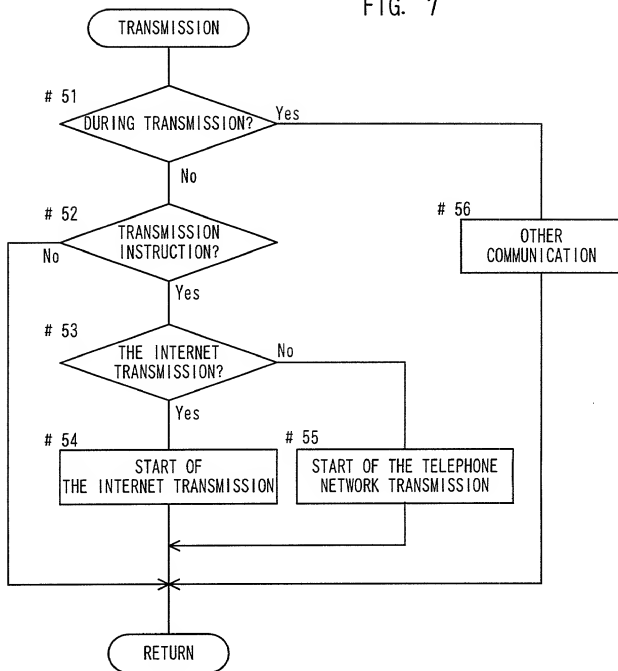 FIG. 7
TRANSMISSION
# 51
DURING TRANSMISSION?
Yes
No
# 52
TRANSMISSION
INSTRUCTION?
No
Yes
# 56
OTHER
COMMUNICATION
# 53
THE INTERNET
TRANSMISSION?
No
Yes
# 54
START OF
THE INTERNET TRANSMISSION
# 55
START OF THE TELEPHONE
NETWORK TRANSMISSION
RETURN